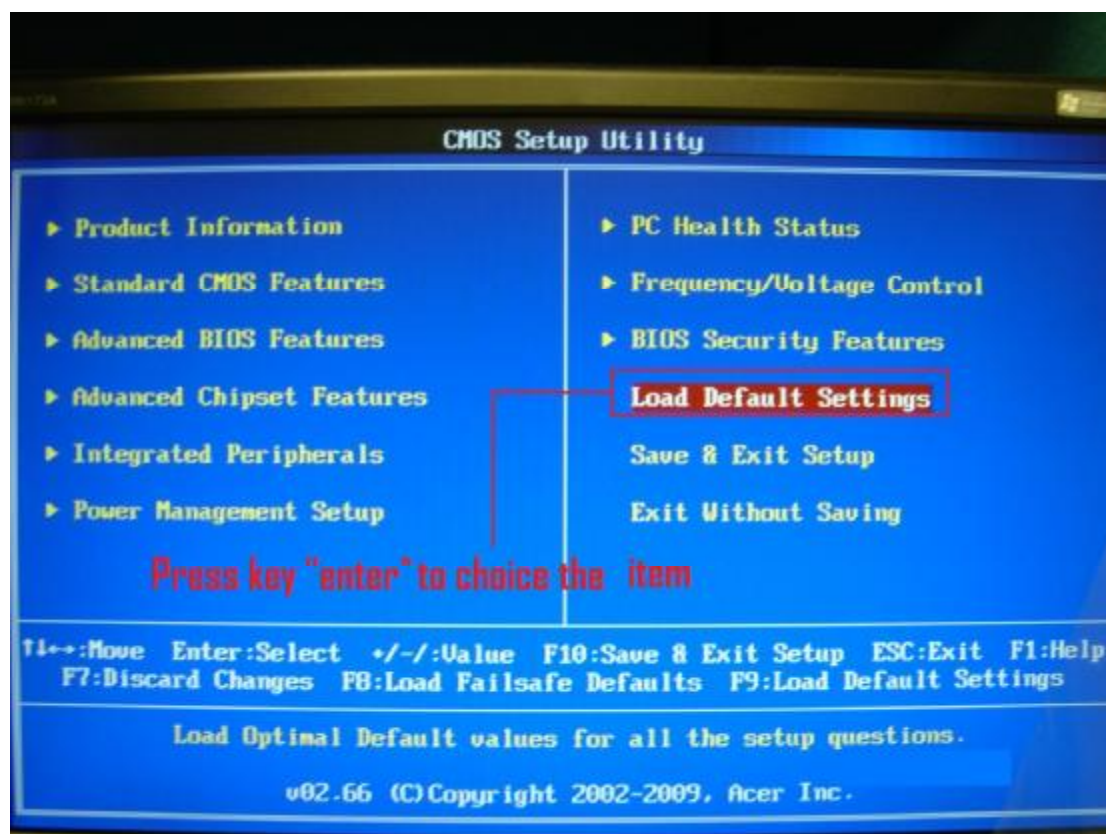 CMOS Setup Utility
▶ Product Information
▶ Standard CMOS Features
▶ Advanced BIOS Features
▶ Advanced Chipset Features
▶ Integrated Peripherals
▶ Power Management Setup
▶ PC Health Status
▶ Frequency/Voltage Control
▶ BIOS Security Features
Load Default Settings
Save & Exit Setup
Exit Without Saving
Press key "enter" to choice the item
↑↓←→:Move Enter:Select +/-/:Value F10:Save & Exit Setup ESC:Exit F1:Help
F7:Discard Changes F8:Load Failsafe Defaults F9:Load Default Settings
Load Optimal Default values for all the setup questions.
v02.66 (C)Copyright 2002-2009, Acer Inc.